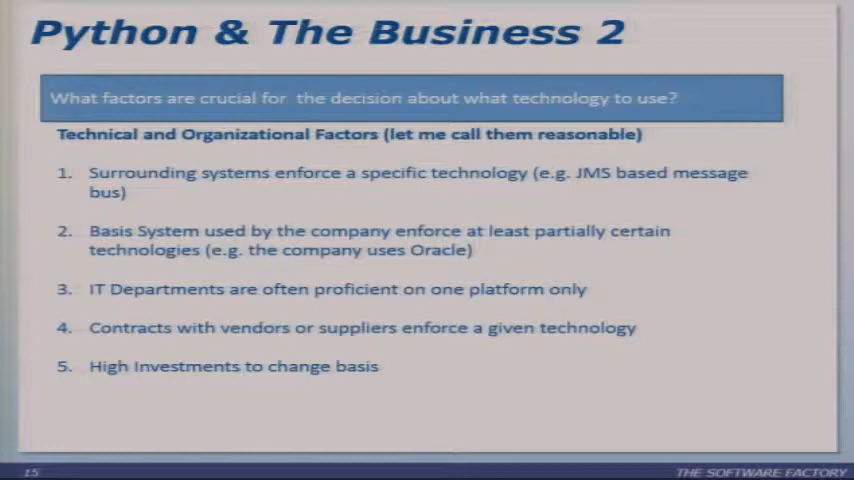 Python & The Business 2
What factors are crucial for the decision about what technology to use?
Technical and Organizational Factors (let me call them reasonable)
1. Surrounding systems enforce a specific technology (e.g. JMS based message
bus)
2. Basis System used by the company enforce at least partially certain
technologies (e.g. the company uses Oracle)
3. IT Departments are often proficient on one platform only
4. Contracts with vendors or suppliers enforce a given technology
5. High Investments to change basis
15
THE SOFTWARE FACTORY